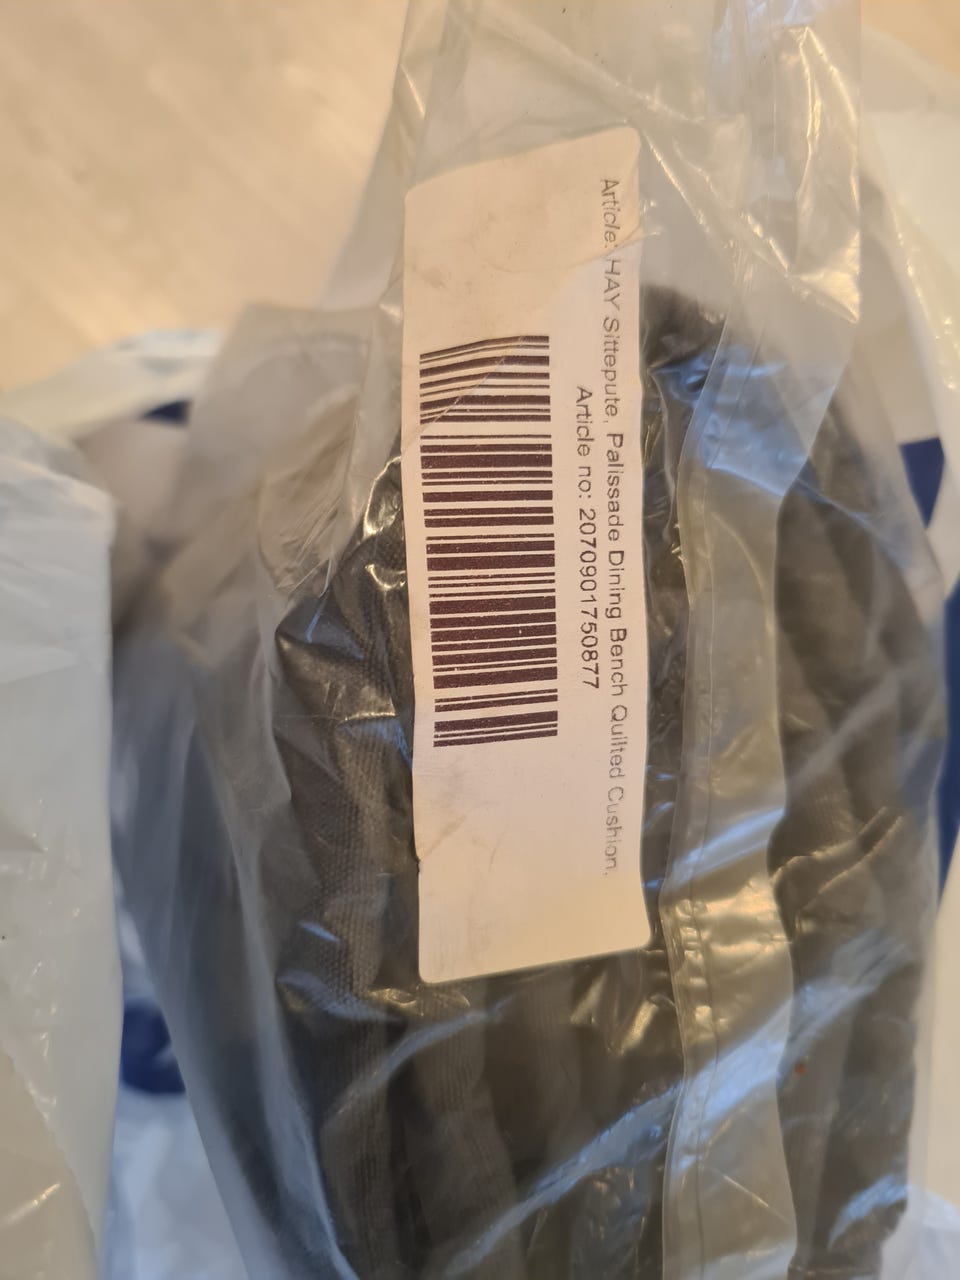 Article: HAY Sittepute, Palissade Dining Bench Quilted Cushion,
Article no: 2070901750877